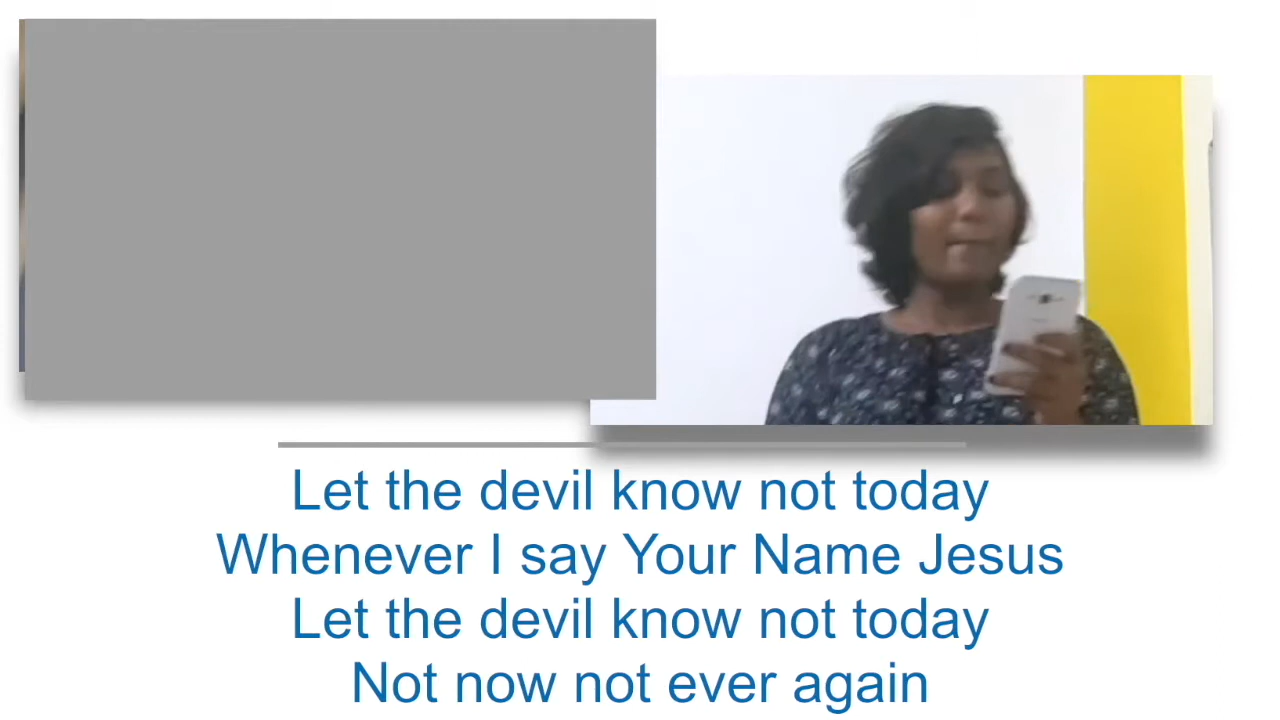 Let the devil know not today
Whenever I say Your Name Jesus
Let the devil know not today
Not now not ever again